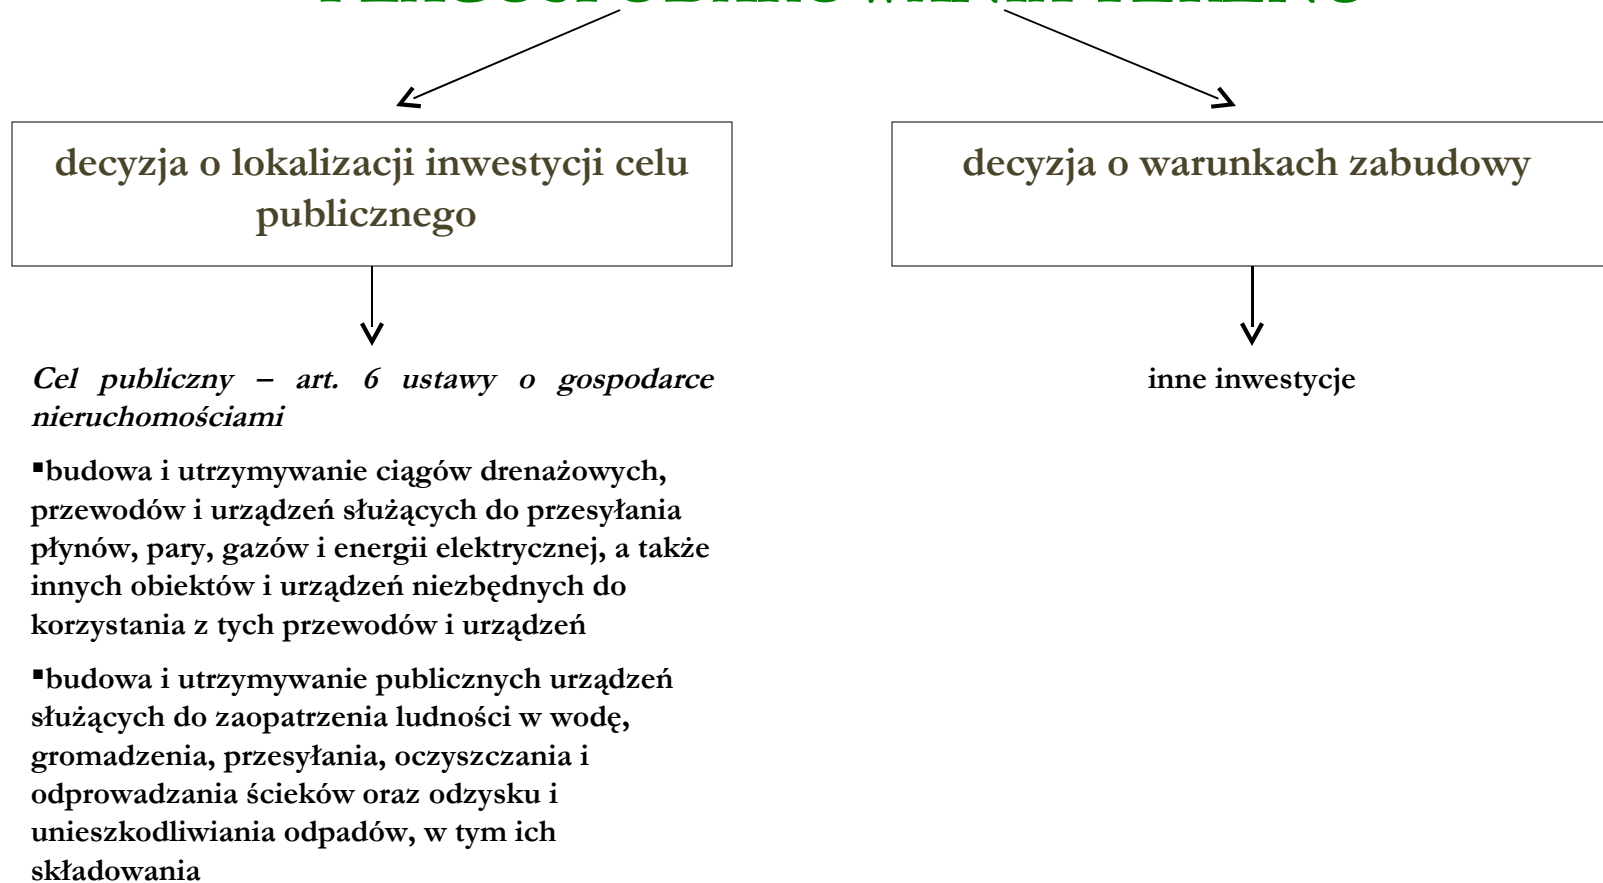 decyzja o lokalizacji inwestycji celu
publicznego
decyzja o warunkach zabudowy
Cel publiczny – art. 6 ustawy o gospodarce
nieruchomościami
inne inwestycje
▪budowa i utrzymywanie ciągów drenażowych,
przewodów i urządzeń służących do przesyłania
płynów, pary, gazów i energii elektrycznej, a także
innych obiektów i urządzeń niezbędnych do
korzystania z tych przewodów i urządzeń
▪budowa i utrzymywanie publicznych urządzeń
służących do zaopatrzenia ludności w wodę,
gromadzenia, przesyłania, oczyszczania i
odprowadzania ścieków oraz odzysku i
unieszkodliwiania odpadów, w tym ich
składowania